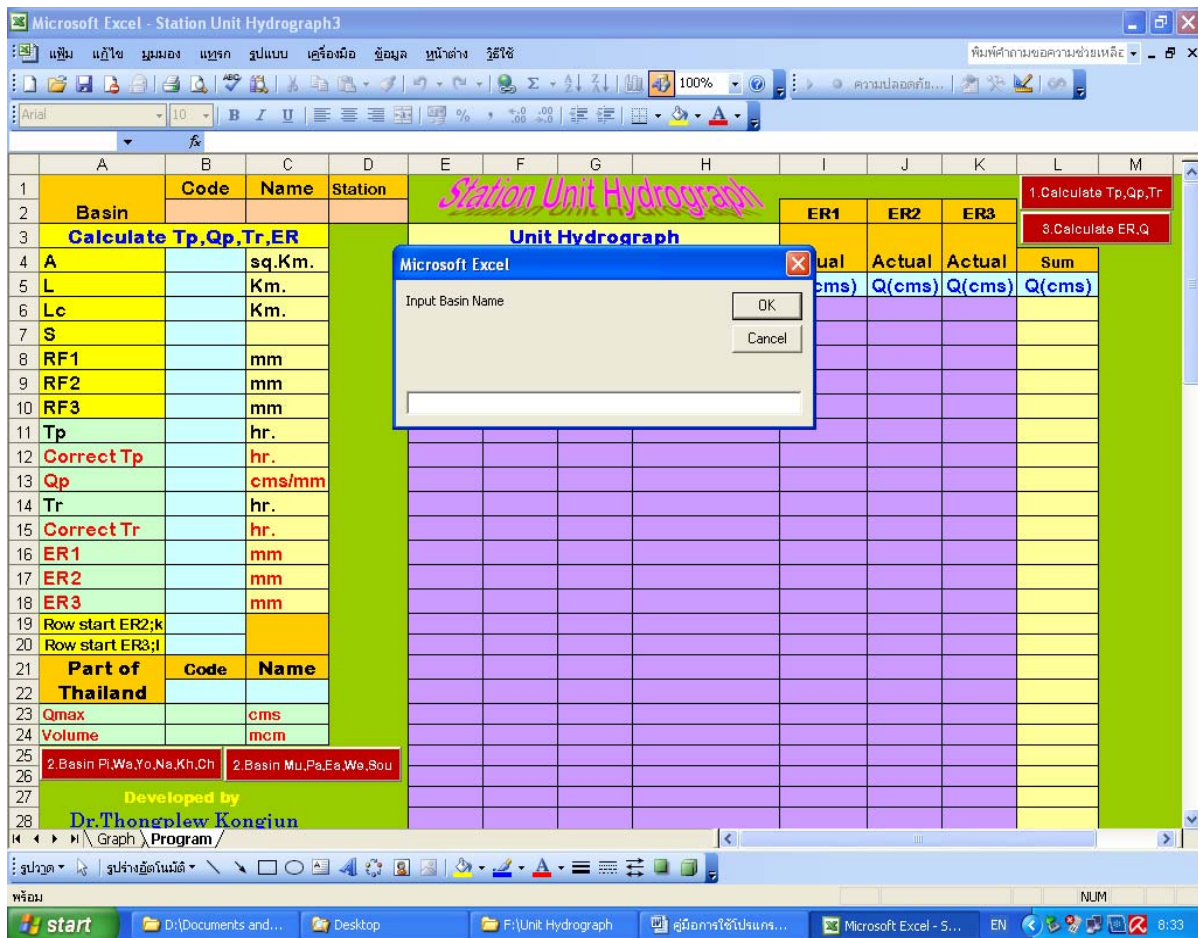 Microsoft Excel - Station Unit Hydrograph3
แฟ้ม แก้ไข มุมมอง แทรก รูปแบบ เครื่องมือ ข้อมูล หน้าต่าง วิธีใช้ พิมพ์คำถามขอความช่วยเหลือ
100% ความปลอดภัย...
Arial 10 B I U
fx
A B C D E F G H I J K L M
1 Code Name Station Station Unit Hydrograph 1.Calculate Tp,Qp,Tr
2 Basin ER1 ER2 ER3
3 Calculate Tp,Qp,Tr,ER Unit Hydrograph 3.Calculate ER,Q
4 A sq.Km. Microsoft Excel ual Actual Actual Sum
5 L Km. cms) Q(cms) Q(cms) Q(cms)
Input Basin Name OK
6 Lc Km.
Cancel
7 S
8 RF1 mm
9 RF2 mm
10 RF3 mm
11 Tp hr.
12 Correct Tp hr.
13 Qp cms/mm
14 Tr hr.
15 Correct Tr hr.
16 ER1 mm
17 ER2 mm
18 ER3 mm
19 Row start ER2;k
20 Row start ER3;l
21 Part of Code Name
22 Thailand
23 Qmax cms
24 Volume mcm
25 2.Basin Pi,Wa,Yo,Na,Kh,Ch 2.Basin Mu,Pa,Ea,We,Sou
26
27 Developed by
28 Dr.Thongplew Kongjun
Graph Program
รูปวาด รูปร่างอัตโนมัติ
พร้อม NUM
start D:\Documents and... Desktop F:\Unit Hydrograph คู่มือการใช้โปรแกร... Microsoft Excel - S... EN 8:33